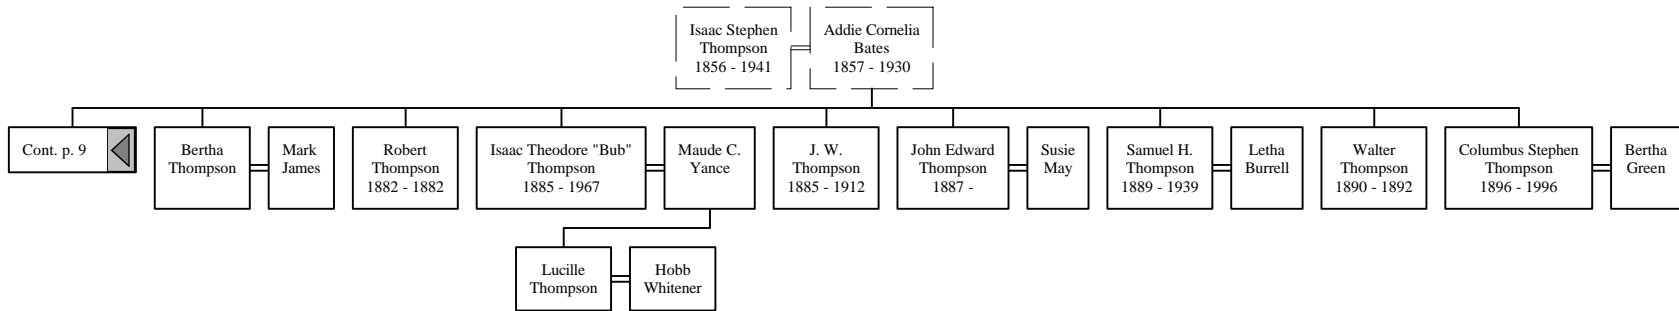 Isaac Stephen
Thompson
1856 - 1941
Addie Cornelia
Bates
1857 - 1930
Cont. p. 9
Bertha
Thompson
Mark
James
Robert
Thompson
1882 - 1882
Isaac Theodore "Bub"
Thompson
1885 - 1967
Maude C.
Yance
J. W.
Thompson
1885 - 1912
John Edward
Thompson
1887 -
Susie
May
Samuel H.
Thompson
1889 - 1939
Letha
Burrell
Walter
Thompson
1890 - 1892
Columbus Stephen
Thompson
1896 - 1996
Bertha
Green
Lucille
Thompson
Hobb
Whitener